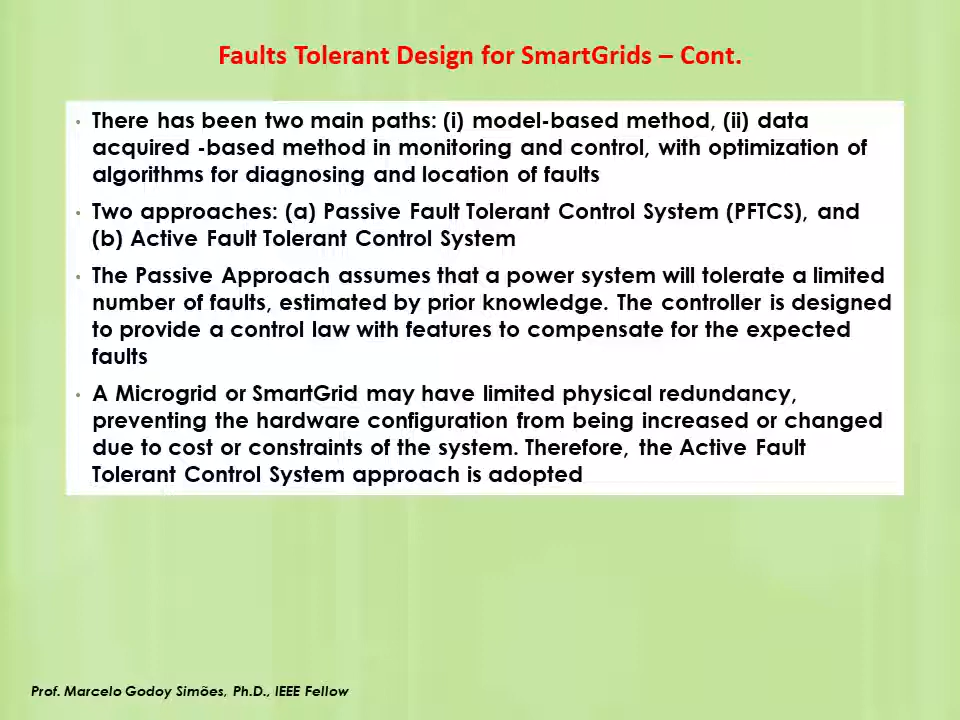 Faults Tolerant Design for SmartGrids – Cont.
• There has been two main paths: (i) model-based method, (ii) data
acquired -based method in monitoring and control, with optimization of
algorithms for diagnosing and location of faults
• Two approaches: (a) Passive Fault Tolerant Control System (PFTCS), and
(b) Active Fault Tolerant Control System
• The Passive Approach assumes that a power system will tolerate a limited
number of faults, estimated by prior knowledge. The controller is designed
to provide a control law with features to compensate for the expected
faults
• A Microgrid or SmartGrid may have limited physical redundancy,
preventing the hardware configuration from being increased or changed
due to cost or constraints of the system. Therefore, the Active Fault
Tolerant Control System approach is adopted
Prof. Marcelo Godoy Simões, Ph.D., IEEE Fellow